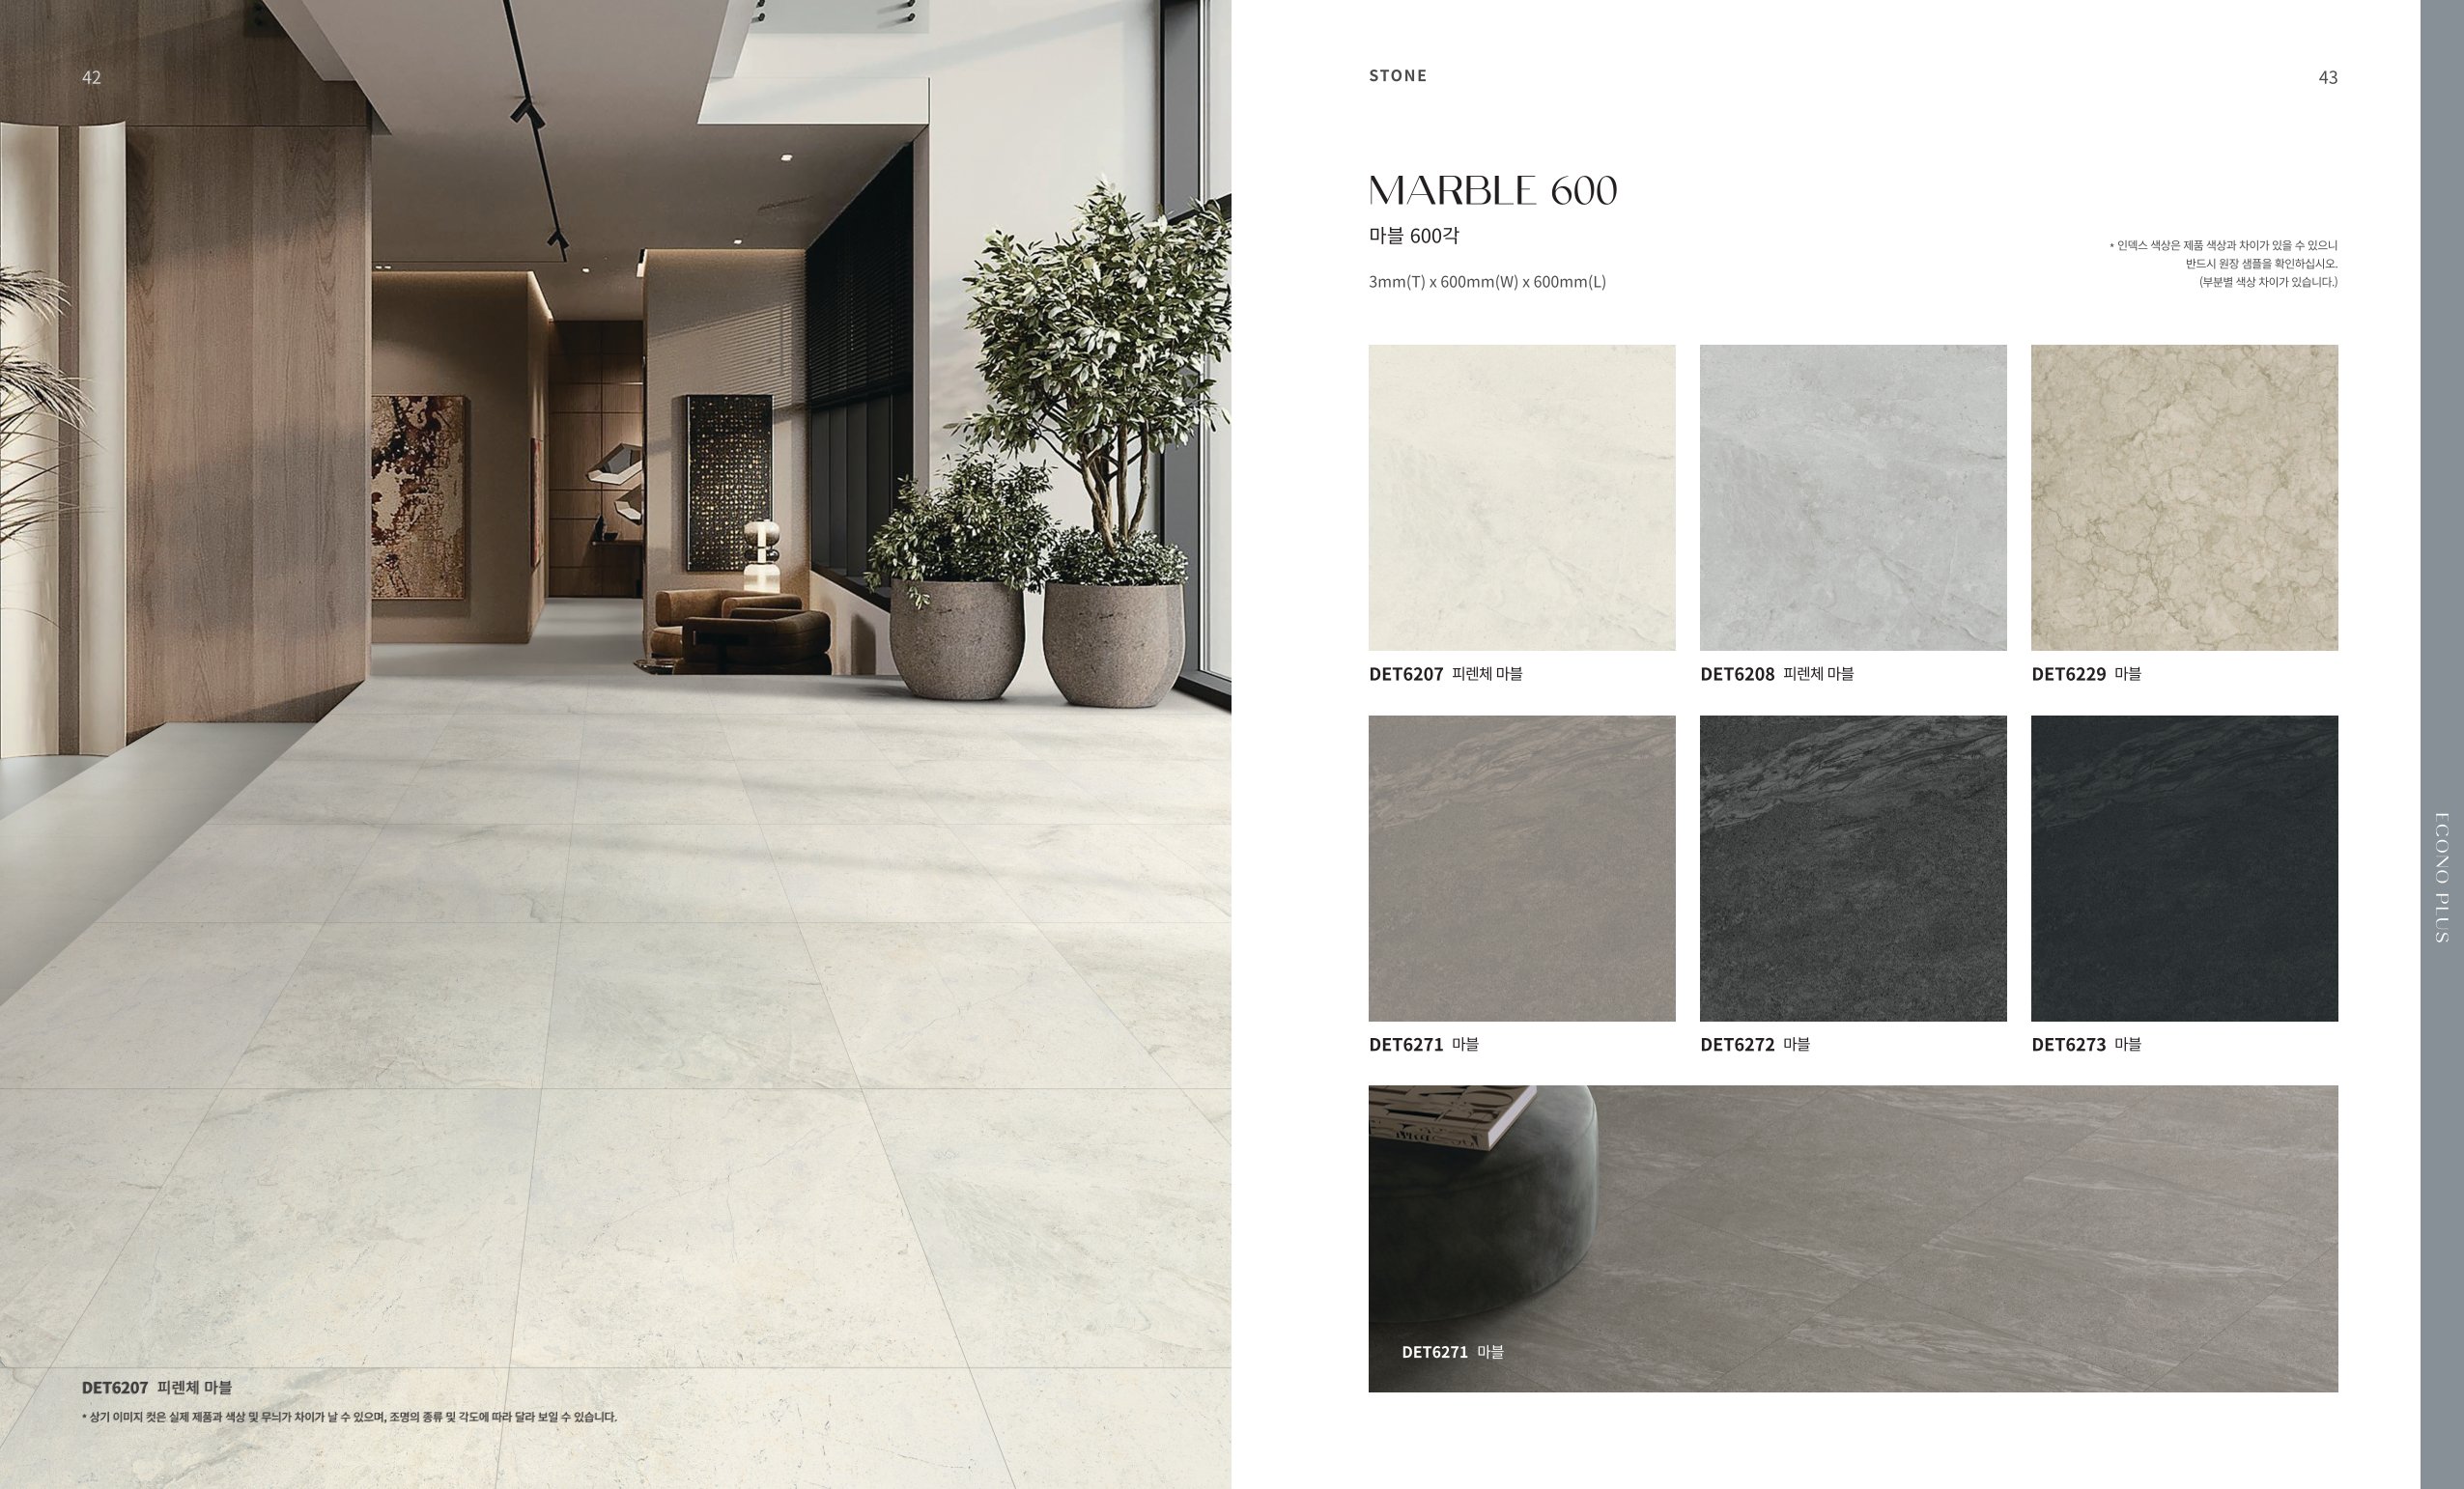 42
DET6207 피렌체 마블
* 상기 이미지 컷은 실제 제품과 색상 및 무늬가 차이가 날 수 있으며, 조명의 종류 및 각도에 따라 달라 보일 수 있습니다.
STONE
43
MARBLE 600
마블 600각
3mm(T) x 600mm(W) x 600mm(L)
* 인덱스 색상은 제품 색상과 차이가 있을 수 있으니
반드시 원장 샘플을 확인하십시오.
(부분별 색상 차이가 있습니다.)
DET6207 피렌체 마블
DET6208 피렌체 마블
DET6229 마블
DET6271 마블
DET6272 마블
DET6273 마블
DET6271 마블
ECONO PLUS